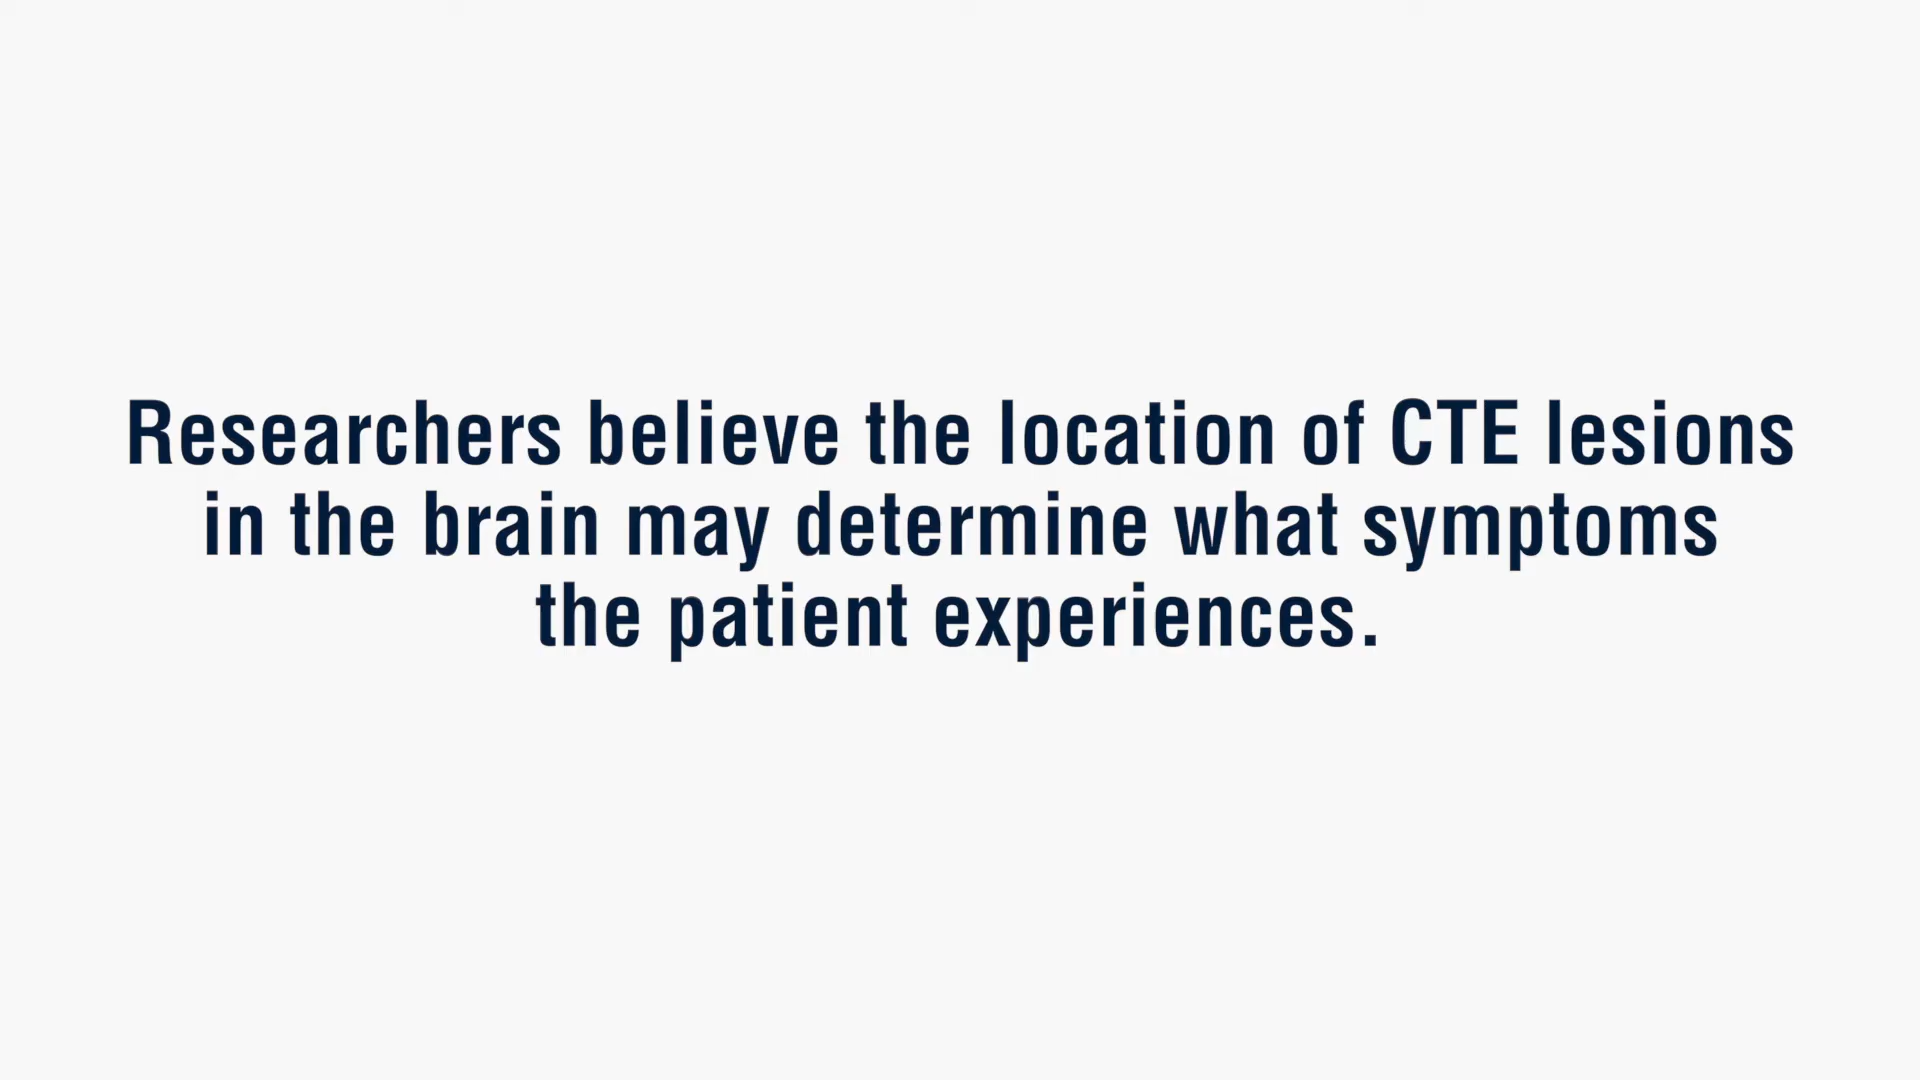 Researchers believe the location of CTE lesions
in the brain may determine what symptoms
the patient experiences.